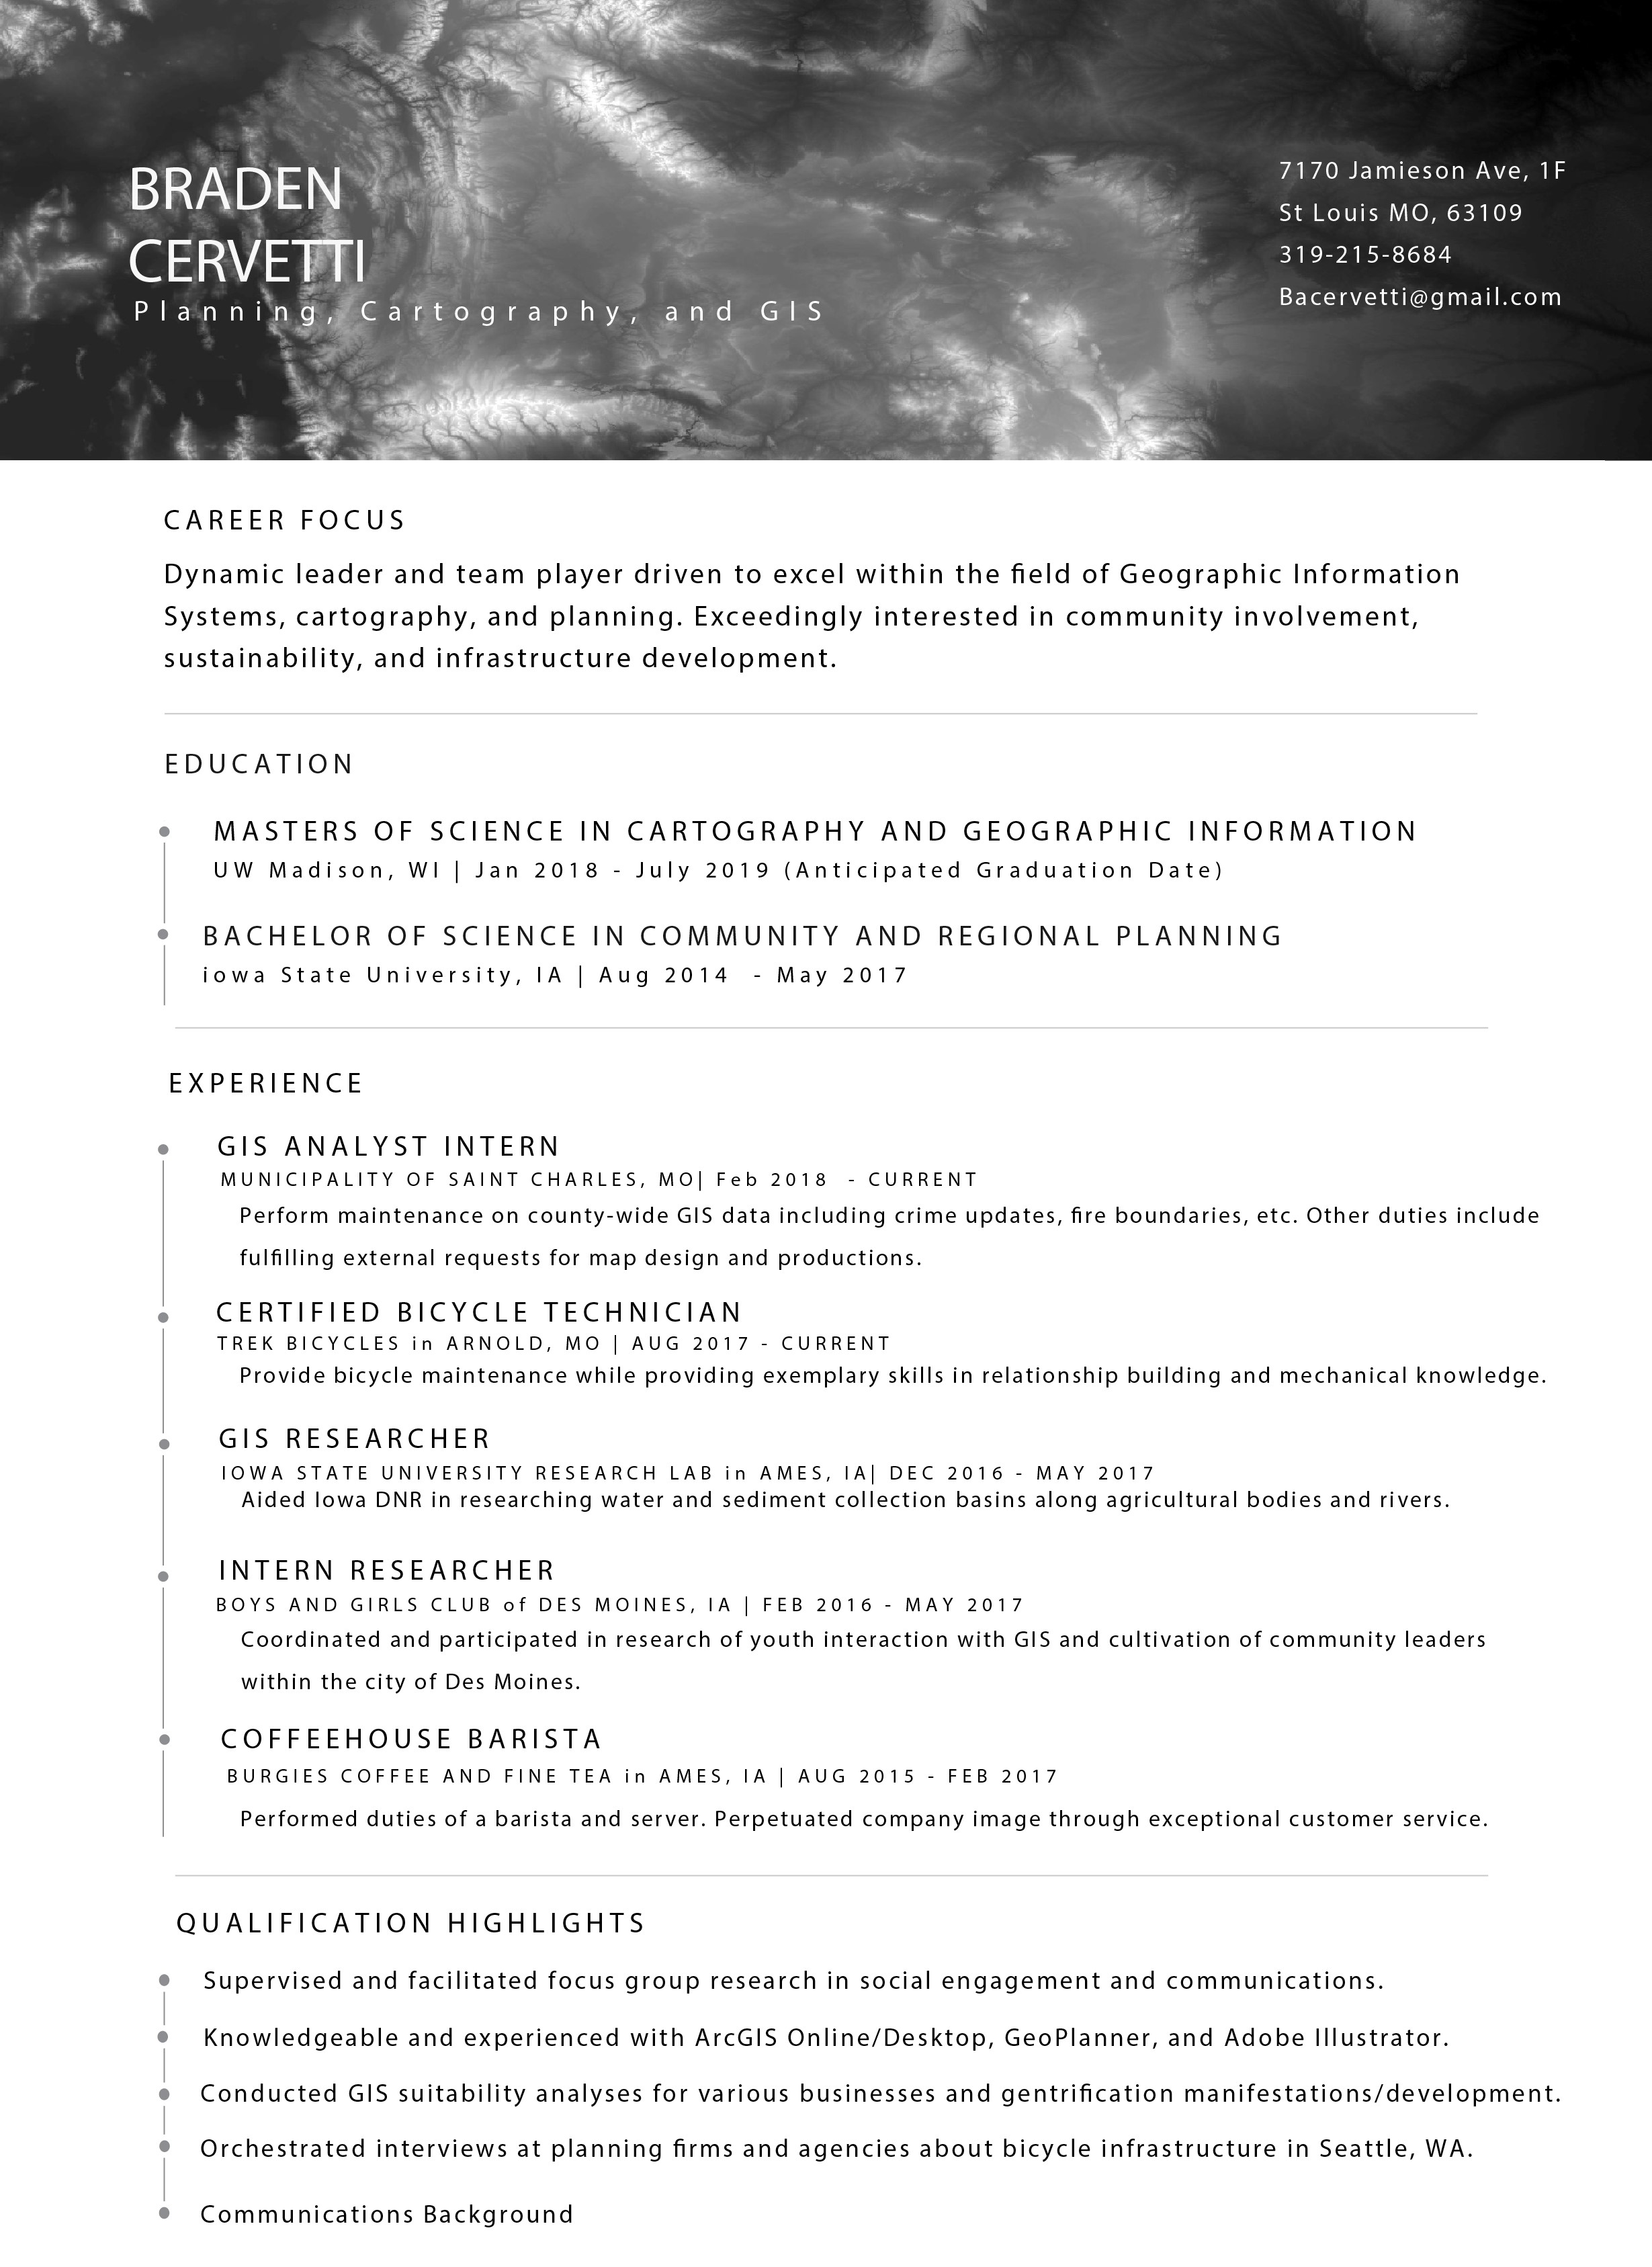 BRADEN
CERVETTI
Planning, Cartography, and GIS
7170 Jamieson Ave, 1F
St Louis MO, 63109
319-215-8684
Bacervetti@gmail.com
CAREER FOCUS
Dynamic leader and team player driven to excel within the field of Geographic Information
Systems, cartography, and planning. Exceedingly interested in community involvement,
sustainability, and infrastructure development.
EDUCATION
MASTERS OF SCIENCE IN CARTOGRAPHY AND GEOGRAPHIC INFORMATION
UW Madison, WI | Jan 2018 - July 2019 (Anticipated Graduation Date)
BACHELOR OF SCIENCE IN COMMUNITY AND REGIONAL PLANNING
iowa State University, IA | Aug 2014 - May 2017
EXPERIENCE
GIS ANALYST INTERN
MUNICIPALITY OF SAINT CHARLES, MO| Feb 2018 - CURRENT
Perform maintenance on county-wide GIS data including crime updates, fire boundaries, etc. Other duties include
fulfilling external requests for map design and productions.
CERTIFIED BICYCLE TECHNICIAN
TREK BICYCLES in ARNOLD, MO | AUG 2017 - CURRENT
Provide bicycle maintenance while providing exemplary skills in relationship building and mechanical knowledge.
GIS RESEARCHER
IOWA STATE UNIVERSITY RESEARCH LAB in AMES, IA| DEC 2016 - MAY 2017
Aided Iowa DNR in researching water and sediment collection basins along agricultural bodies and rivers.
INTERN RESEARCHER
BOYS AND GIRLS CLUB of DES MOINES, IA | FEB 2016 - MAY 2017
Coordinated and participated in research of youth interaction with GIS and cultivation of community leaders
within the city of Des Moines.
COFFEEHOUSE BARISTA
BURGIES COFFEE AND FINE TEA in AMES, IA | AUG 2015 - FEB 2017
Performed duties of a barista and server. Perpetuated company image through exceptional customer service.
QUALIFICATION HIGHLIGHTS
Supervised and facilitated focus group research in social engagement and communications.
Knowledgeable and experienced with ArcGIS Online/Desktop, GeoPlanner, and Adobe Illustrator.
Conducted GIS suitability analyses for various businesses and gentrification manifestations/development.
Orchestrated interviews at planning firms and agencies about bicycle infrastructure in Seattle, WA.
Communications Background